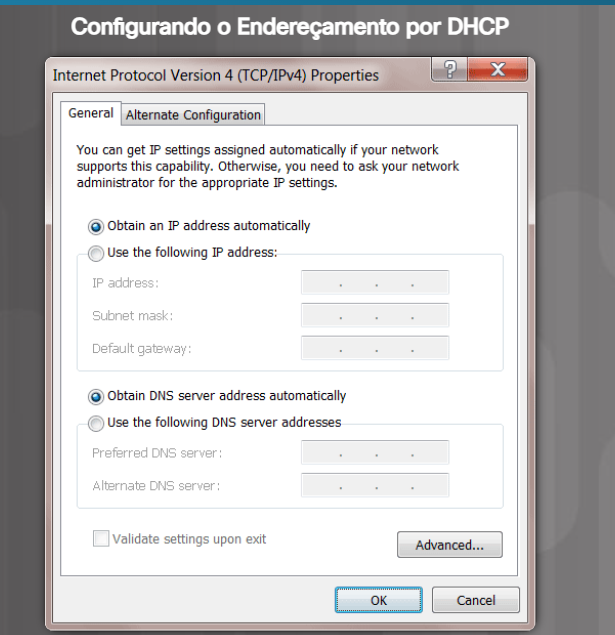 Configurando o Endereçamento por DHCP
Internet Protocol Version 4 (TCP/IPv4) Properties
General
Alternate Configuration
You can get IP settings assigned automatically if your network
supports this capability. Otherwise, you need to ask your network
administrator for the appropriate IP settings.
Obtain an IP address automatically
Use the following IP address:
IP address:
Subnet mask:
Default gateway:
Obtain DNS server address automatically
Use the following DNS server addresses
Preferred DNS server:
Alternate DNS server:
Validate settings upon exit
Advanced...
OK
Cancel